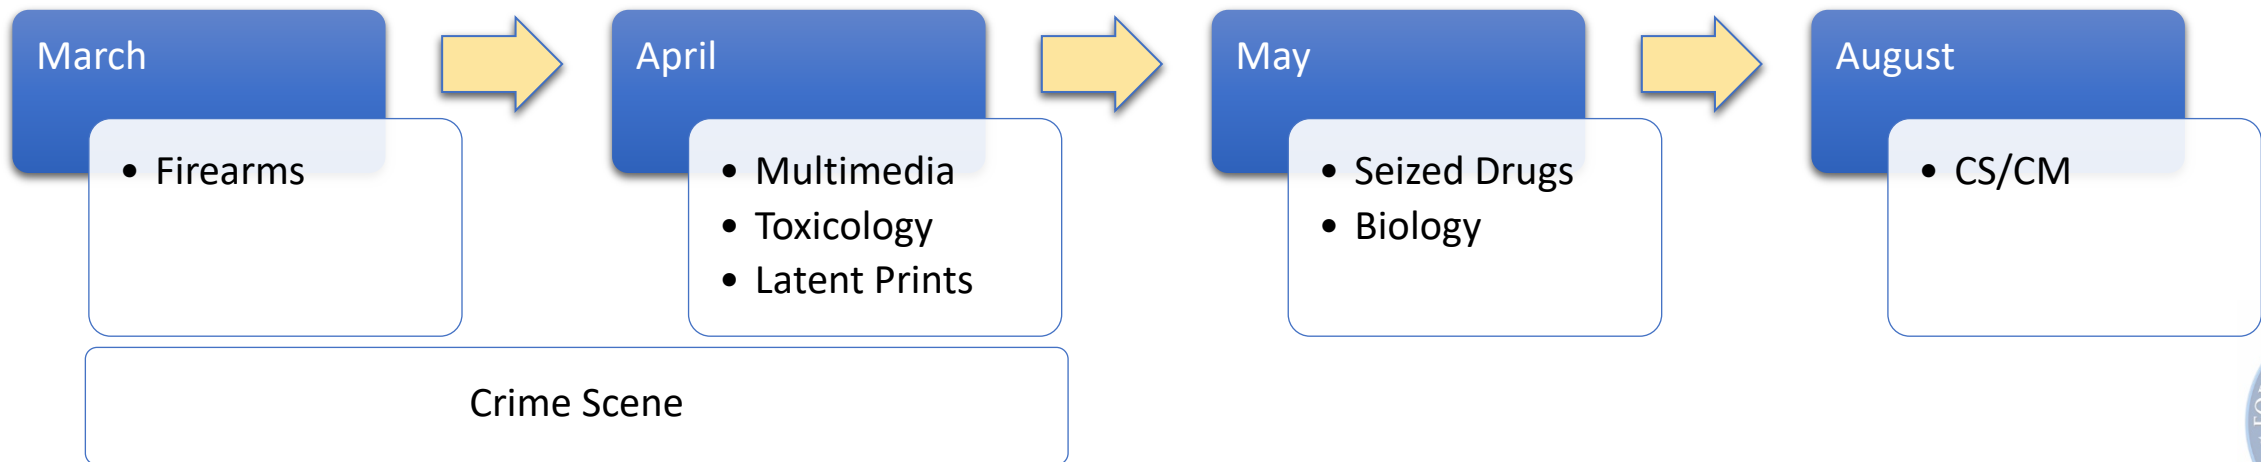 March
• Firearms
April
• Multimedia
• Toxicology
• Latent Prints
May
• Seized Drugs
• Biology
August
• CS/CM
Crime Scene